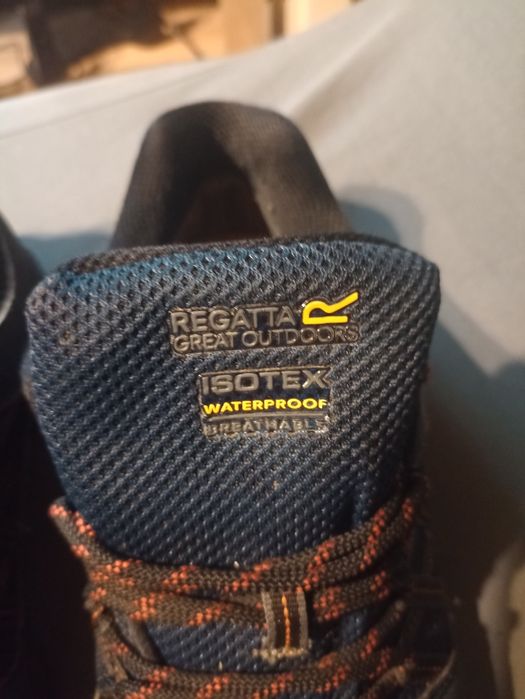 REGATTA R
GREAT OUTDOORS
ISOTEX
WATERPROOF
BREATHABLE